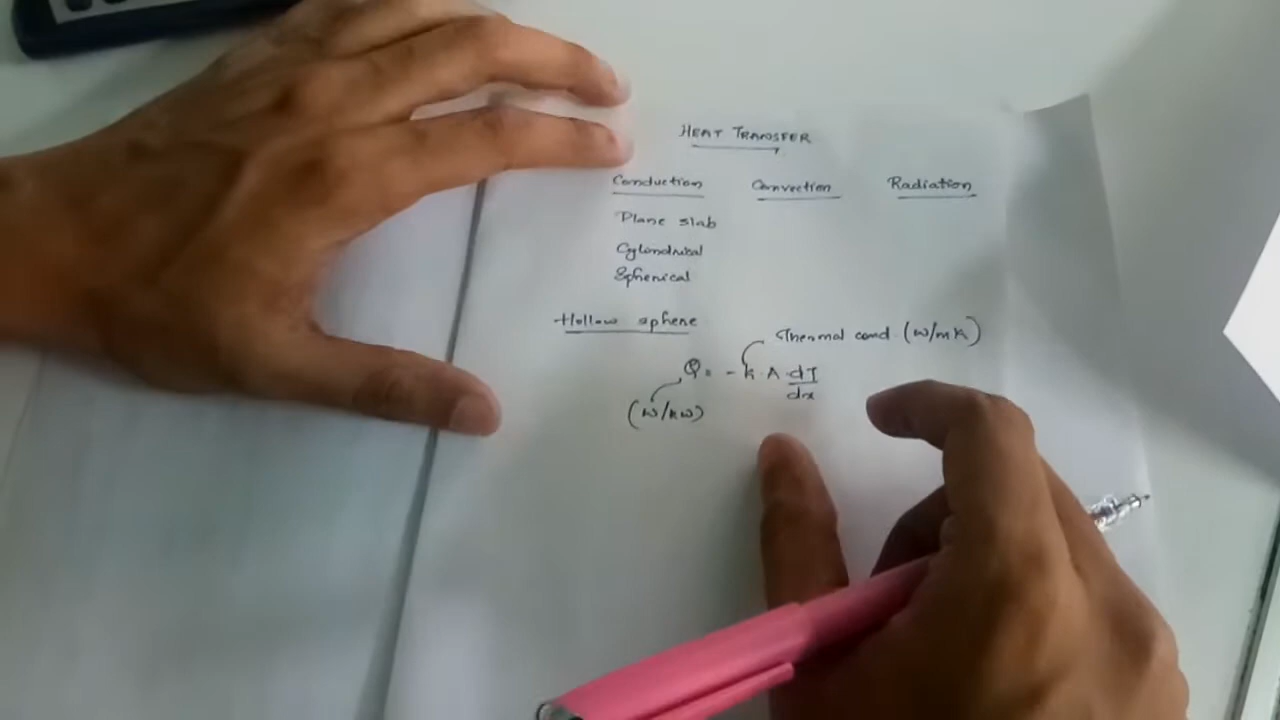 HEAT TRANSFER
Conduction Convection Radiation
Plane slab
Cylindrical
Spherical
Hollow sphere
Thermal cond. (W/mk)
Q = - k. A. dT/dx
(W/kW)